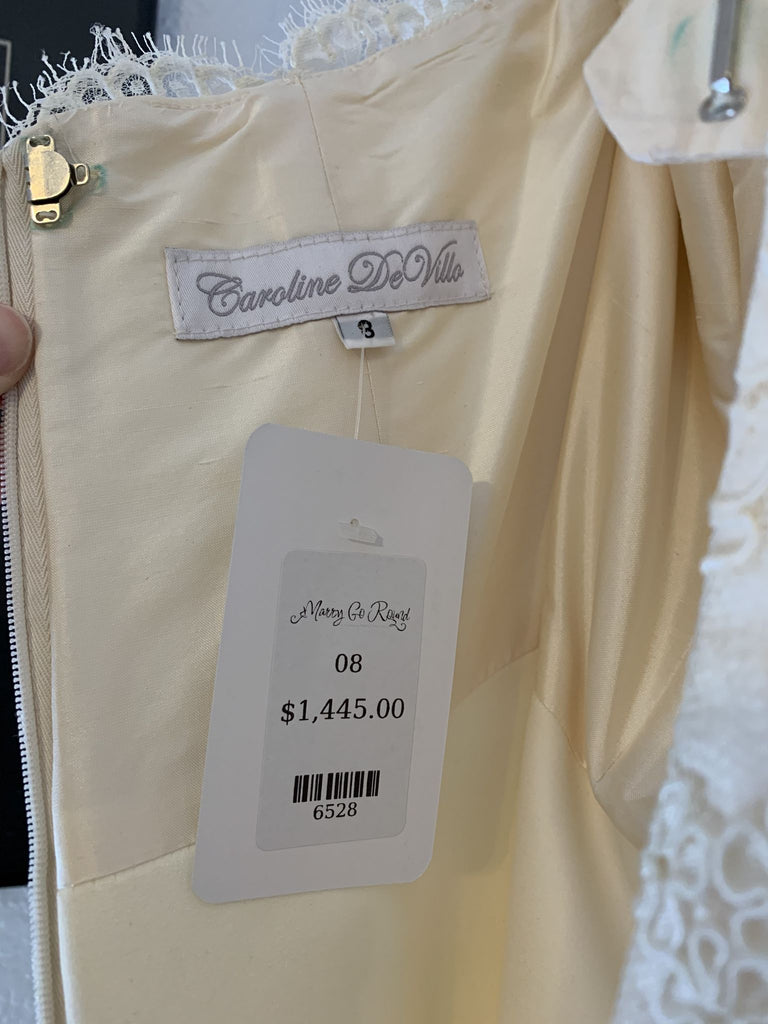 Caroline DeVillo
8
Marry Go Round
08
$1,445.00
6528